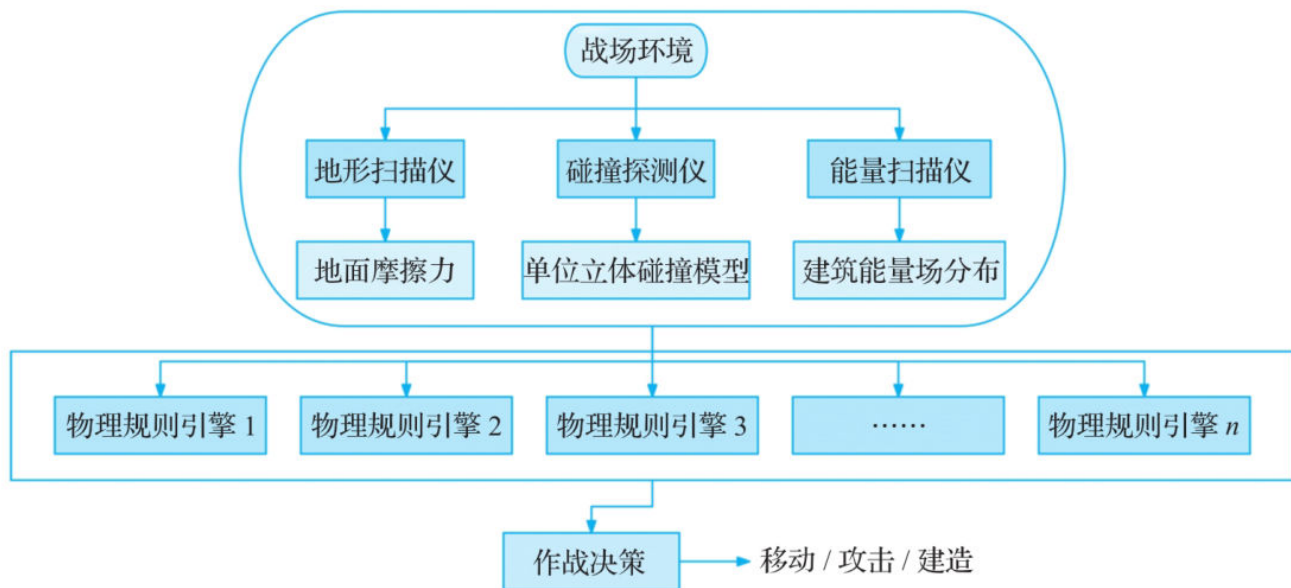 战场环境
地形扫描仪
碰撞探测仪
能量扫描仪
地面摩擦力
单位立体碰撞模型
建筑能量场分布
物理规则引擎 1
物理规则引擎 2
物理规则引擎 3
……
物理规则引擎 n
作战决策
移动 / 攻击 / 建造